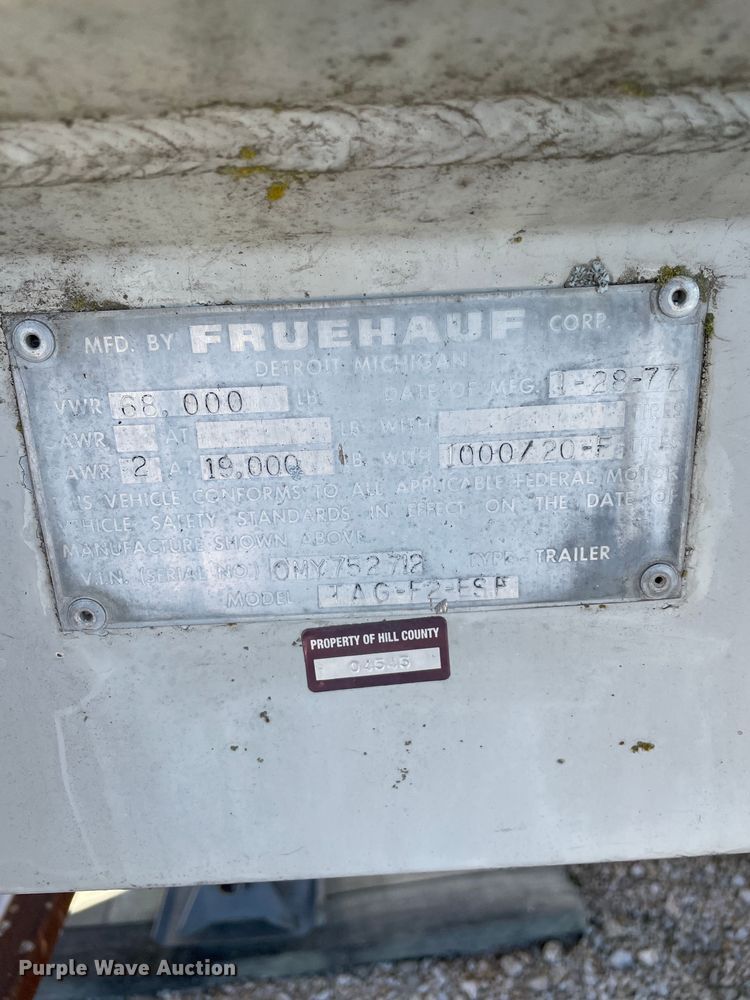 MFD. BY FRUEHAUF CORP.
DETROIT MICHIGAN
VWR 68,000 LB. DATE OF MFG. 1-28-77
AWR AT LB. WITH TIRES
AWR 2 AT 19,000 LB. WITH 1000/20-F TIRES
THIS VEHICLE CONFORMS TO ALL APPLICABLE FEDERAL MOTOR
VEHICLE SAFETY STANDARDS IN EFFECT ON THE DATE OF
MANUFACTURE SHOWN ABOVE.
V.I.N. (SERIAL NO.) OMY752712 TYPE TRAILER
MODEL
PROPERTY OF HILL COUNTY
04545
Purple Wave Auction